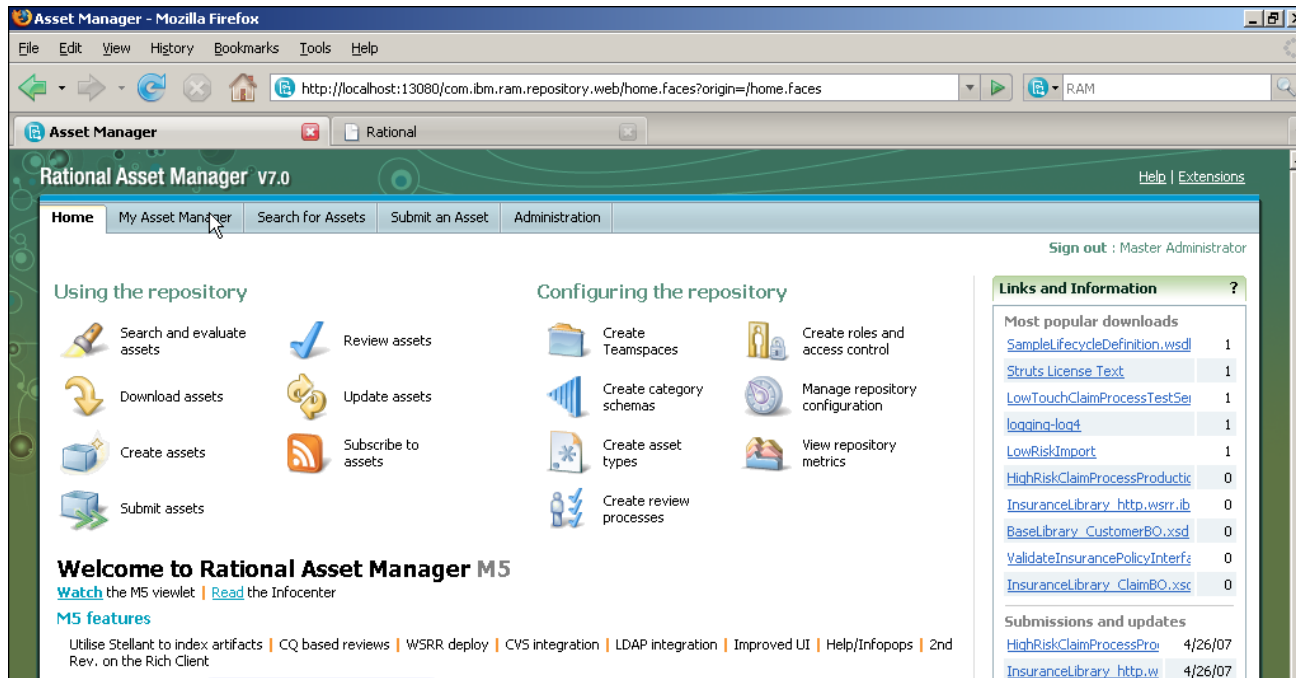 Asset Manager - Mozilla Firefox
File Edit View History Bookmarks Tools Help
http://localhost:13080/com.ibm.ram.repository.web/home.faces?origin=/home.faces
RAM
Asset Manager
Rational
Rational Asset Manager V7.0
Help | Extensions
Home My Asset Manager Search for Assets Submit an Asset Administration
Sign out : Master Administrator
Using the repository
Search and evaluate
assets
Review assets
Download assets
Update assets
Create assets
Subscribe to
assets
Submit assets
Configuring the repository
Create
Teamspaces
Create roles and
access control
Create category
schemas
Manage repository
configuration
Create asset
types
View repository
metrics
Create review
processes
Welcome to Rational Asset Manager M5
Watch the M5 viewlet | Read the Infocenter
M5 features
Utilise Stellant to index artifacts | CQ based reviews | WSRR deploy | CVS integration | LDAP integration | Improved UI | Help/Infopops | 2nd
Rev. on the Rich Client
Links and Information ?
Most popular downloads
SampleLifecycleDefinition.wsdl 1
Struts License Text 1
LowTouchClaimProcessTestSer 1
logging-log4 1
LowRiskImport 1
HighRiskClaimProcessProductic 0
InsuranceLibrary_http.wsrr.ib 0
BaseLibrary_CustomerBO.xsd 0
ValidateInsurancePolicyInterfa 0
InsuranceLibrary_ClaimBO.xsd 0
Submissions and updates
HighRiskClaimProcessPro 4/26/07
InsuranceLibrary_http.w 4/26/07